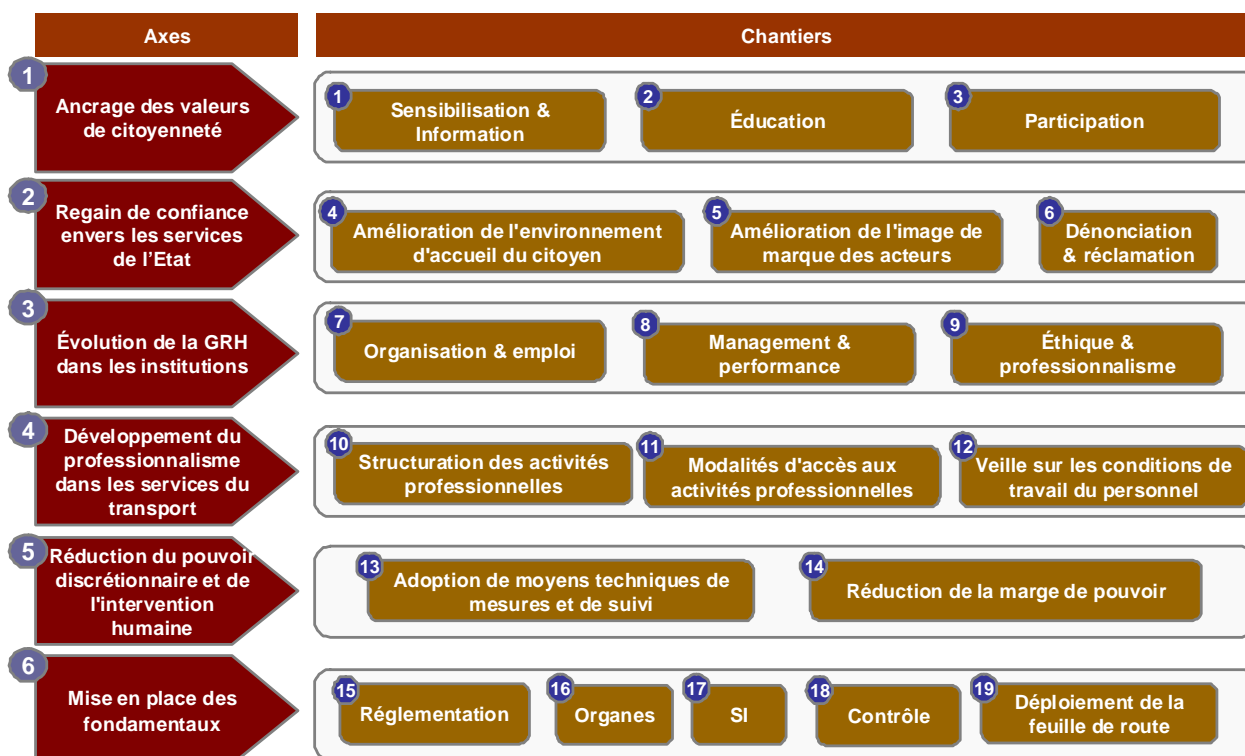 Axes
Chantiers
1
Ancrage des valeurs
de citoyenneté
1
Sensibilisation &
Information
2
Éducation
3
Participation
2
Regain de confiance
envers les services
de l’Etat
4
Amélioration de l'environnement
d'accueil du citoyen
5
Amélioration de l'image de
marque des acteurs
6
Dénonciation
& réclamation
3
Évolution de la GRH
dans les institutions
7
Organisation & emploi
8
Management &
performance
9
Éthique &
professionnalisme
4
Développement du
professionnalisme
dans les services du
transport
10
Structuration des activités
professionnelles
11
Modalités d'accès aux
activités professionnelles
12
Veille sur les conditions de
travail du personnel
5
Réduction du pouvoir
discrétionnaire et de
l'intervention
humaine
13
Adoption de moyens techniques de
mesures et de suivi
14
Réduction de la marge de pouvoir
6
Mise en place des
fondamentaux
15
Réglementation
16
Organes
17
SI
18
Contrôle
19
Déploiement de la
feuille de route